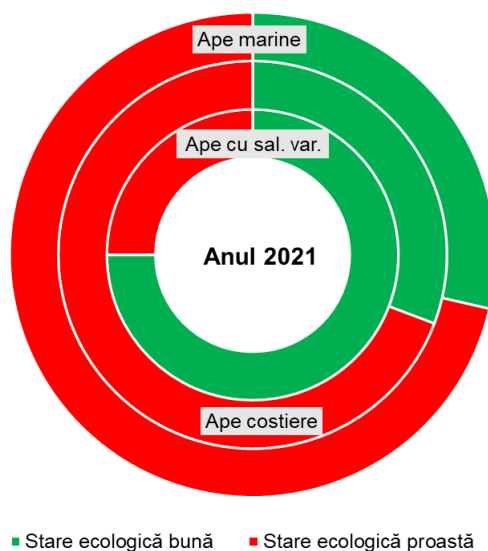 Ape marine
Ape cu sal. var.
Anul 2021
Ape costiere
Stare ecologică bună
Stare ecologică proastă